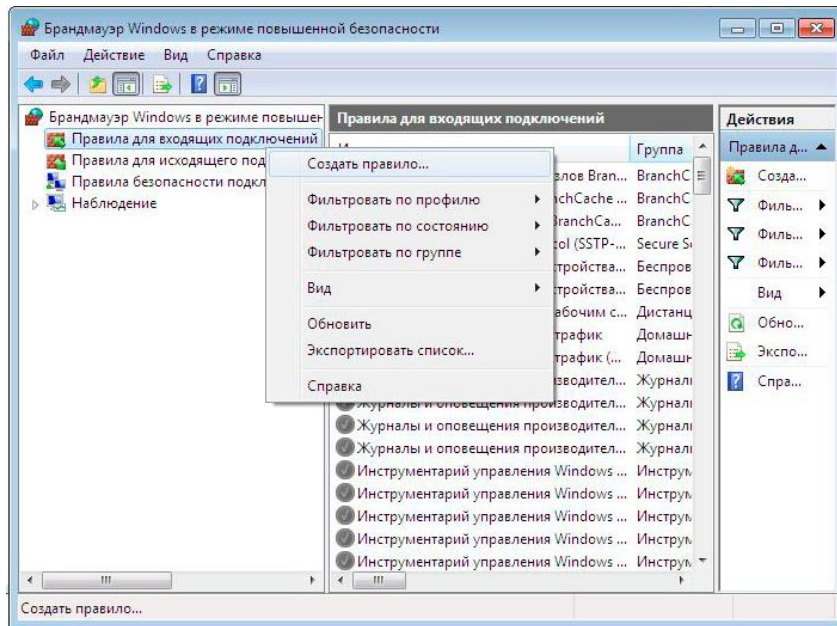 Брандмауэр Windows в режиме повышенной безопасности
Файл Действие Вид Справка
Брандмауэр Windows в режиме повышен
Правила для входящих подключений
Правила для исходящего под
Правила безопасности подкл
Наблюдение
Создать правило...
Фильтровать по профилю
Фильтровать по состоянию
Фильтровать по группе
Вид
Обновить
Экспортировать список...
Справка
Правила для входящих подключений
Группа
злов Bran... BranchC
chCache ... BranchC
BranchCa... BranchC
col (SSTP-... Secure S
тройства... Беспров
тройства... Беспров
абочим с... Дистанц
трафик Домашн
трафик (... Домашн
изводител... Журнал
Журналы и оповещения производител... Журнал
Журналы и оповещения производител... Журнал
Журналы и оповещения производител... Журнал
Инструментарий управления Windows ... Инструм
Инструментарий управления Windows ... Инструм
Инструментарий управления Windows ... Инструм
Инструментарий управления Windows ... Инструм
Инструментарий управления Windows ... Инструм
Действия
Правила д...
Созда...
Филь...
Филь...
Филь...
Вид
Обно...
Экспо...
Спра...
Создать правило...